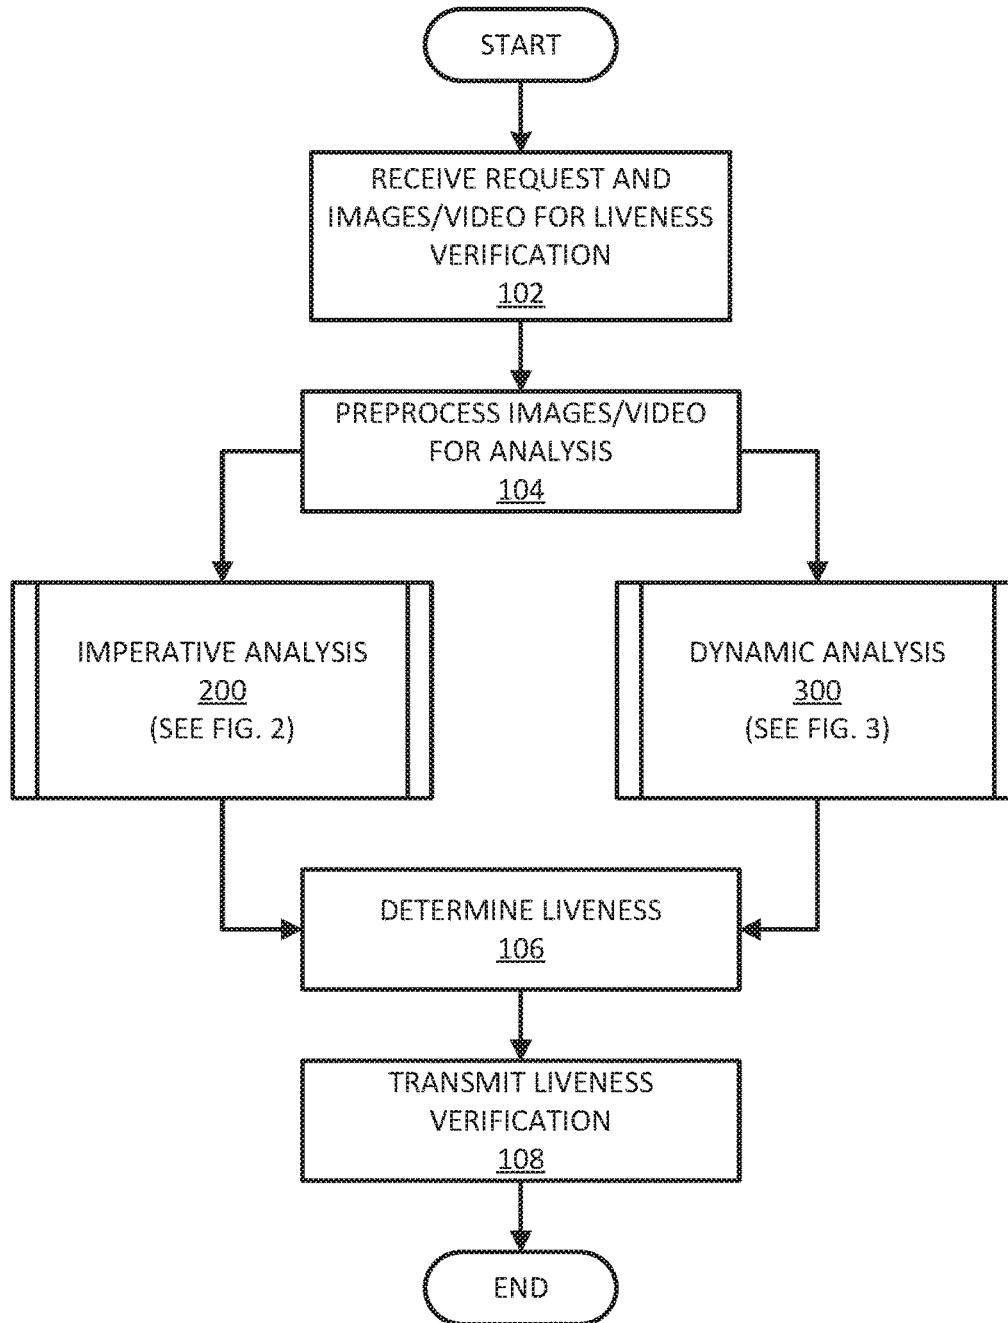 START
RECEIVE REQUEST AND
IMAGES/VIDEO FOR LIVENESS
VERIFICATION
102
PREPROCESS IMAGES/VIDEO
FOR ANALYSIS
104
IMPERATIVE ANALYSIS
200
(SEE FIG. 2)
DYNAMIC ANALYSIS
300
(SEE FIG. 3)
DETERMINE LIVENESS
106
TRANSMIT LIVENESS
VERIFICATION
108
END